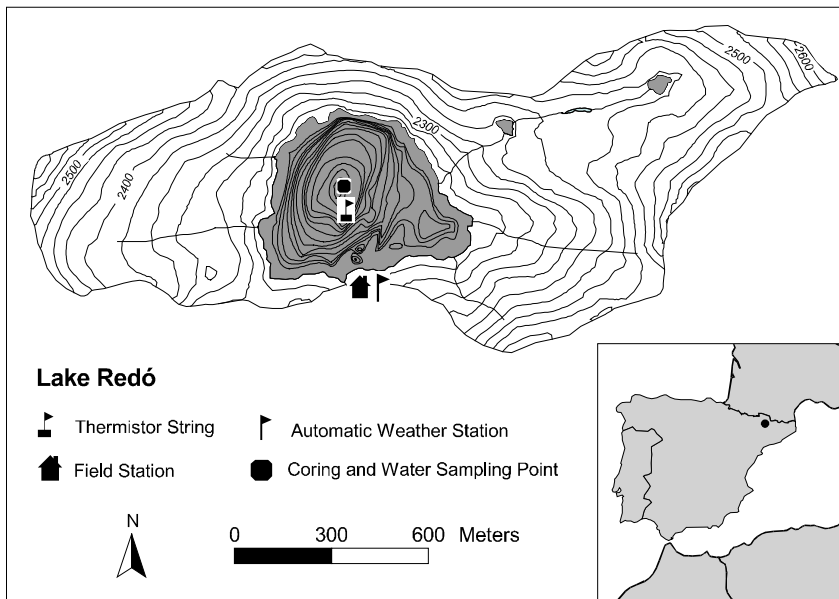 2500
2600
2300
2500
2400
Lake Redó
Thermistor String
Automatic Weather Station
Field Station
Coring and Water Sampling Point
N
0 300 600 Meters